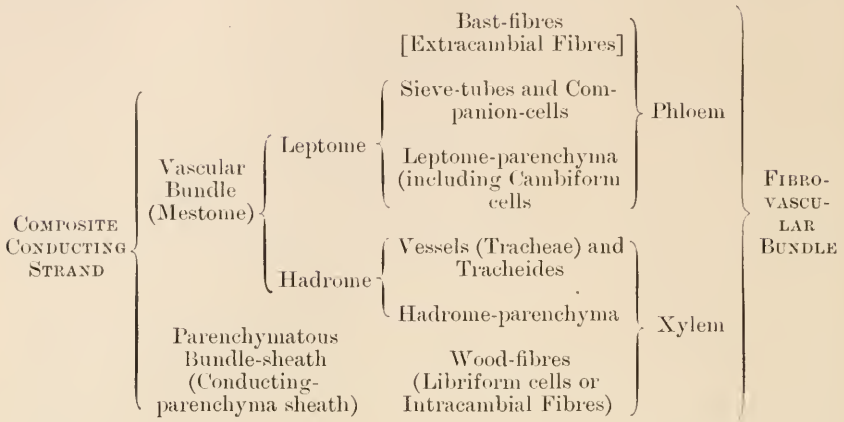 Bast-fibres
[Extracambial Fibres]
Sieve-tubes and Com-
panion-cells
Leptome
Phloem
Leptome-parenchyma
(including Cambiform
cells
Vascular
Bundle
(Mestome)
COMPOSITE
CONDUCTING
STRAND
FIBRO-
VASCU-
LAR
BUNDLE
Vessels (Tracheae) and
Tracheides
Hadrome
Hadrome-parenchyma
Xylem
Parenchymatous
Bundle-sheath
(Conducting-
parenchyma sheath)
Wood-fibres
(Libriform cells or
Intracambial Fibres)